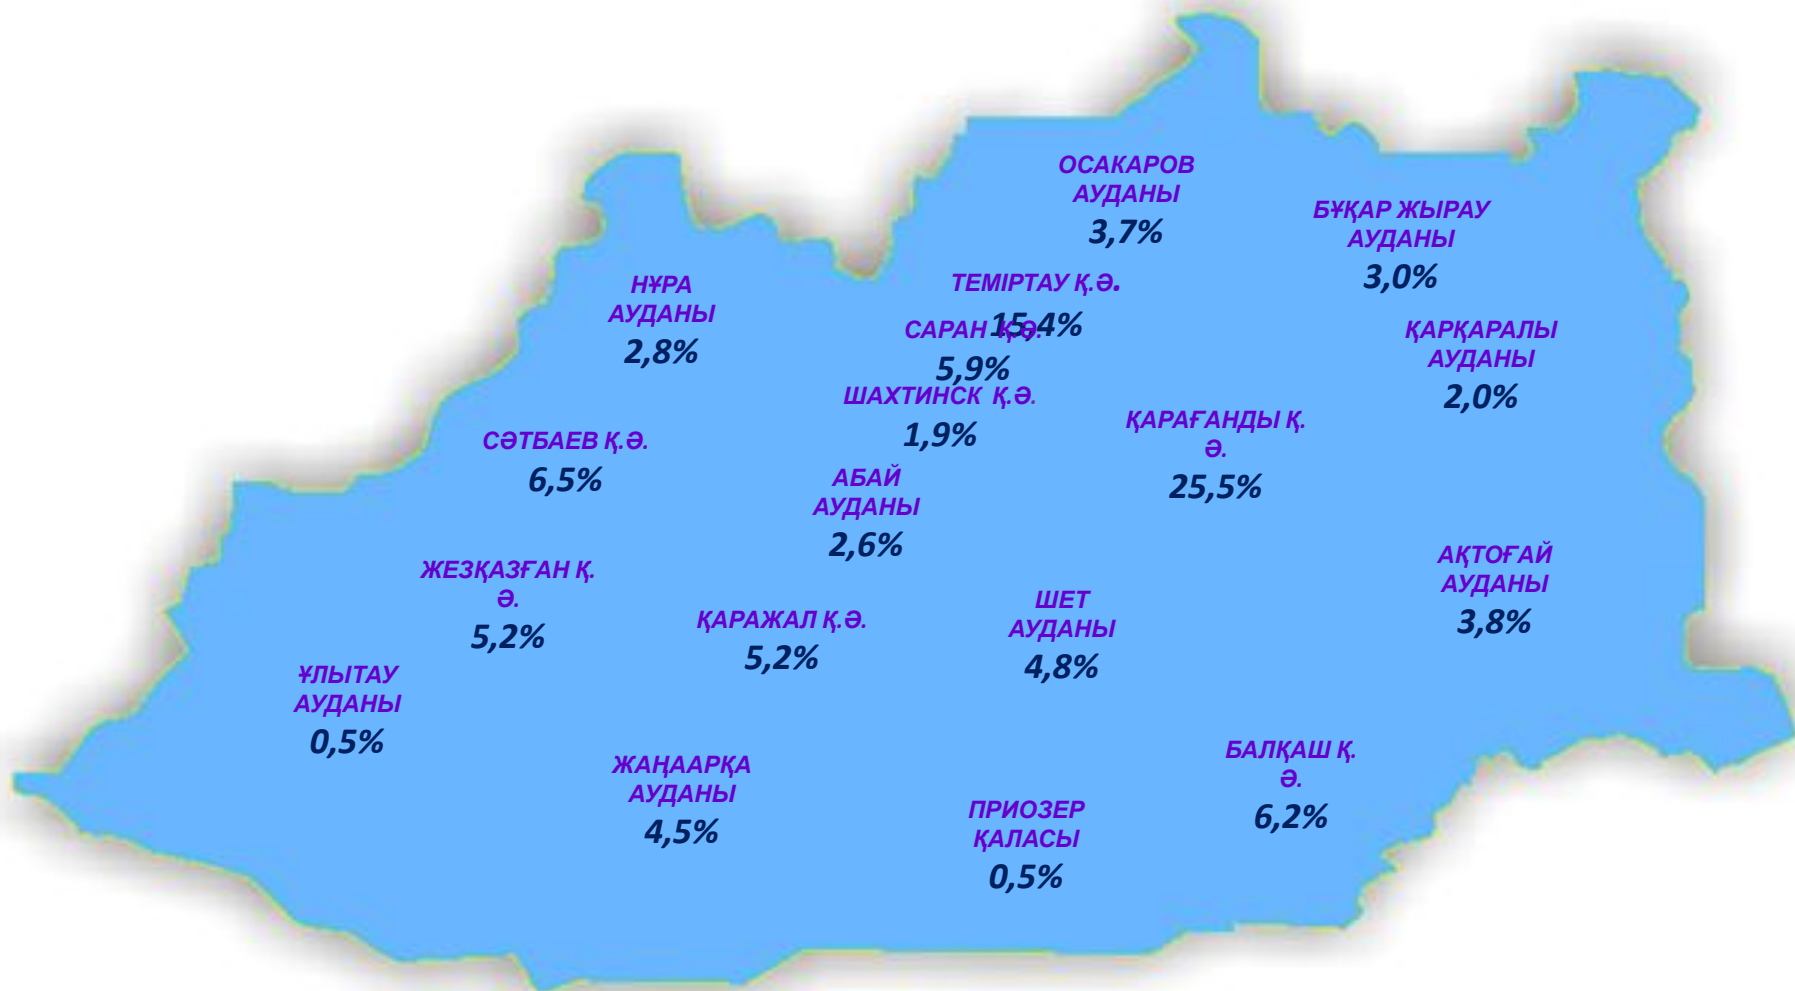 ОСАКАРОВ
АУДАНЫ
3,7%
БҰҚАР ЖЫРАУ
АУДАНЫ
3,0%
НҰРА
АУДАНЫ
2,8%
ТЕМІРТАУ Қ.Ә.
15,4%
САРАН Қ.Ә.
5,9%
ҚАРҚАРАЛЫ
АУДАНЫ
2,0%
ШАХТИНСК Қ.Ә.
1,9%
ҚАРАҒАНДЫ Қ.
Ә.
25,5%
СӘТБАЕВ Қ.Ә.
6,5%
АБАЙ
АУДАНЫ
2,6%
ЖЕЗҚАЗҒАН Қ.
Ә.
5,2%
АҚТОҒАЙ
АУДАНЫ
3,8%
ҚАРАЖАЛ Қ.Ә.
5,2%
ШЕТ
АУДАНЫ
4,8%
ҰЛЫТАУ
АУДАНЫ
0,5%
ЖАҢААРҚА
АУДАНЫ
4,5%
ПРИОЗЕР
ҚАЛАСЫ
0,5%
БАЛҚАШ Қ.
Ә.
6,2%